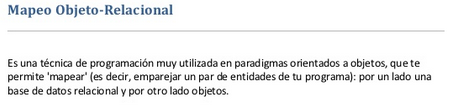 Mapeo Objeto-Relacional
Es una técnica de programación muy utilizada en paradigmas orientados a objetos, que te
permite 'mapear' (es decir, emparejar un par de entidades de tu programa): por un lado una
base de datos relacional y por otro lado objetos.